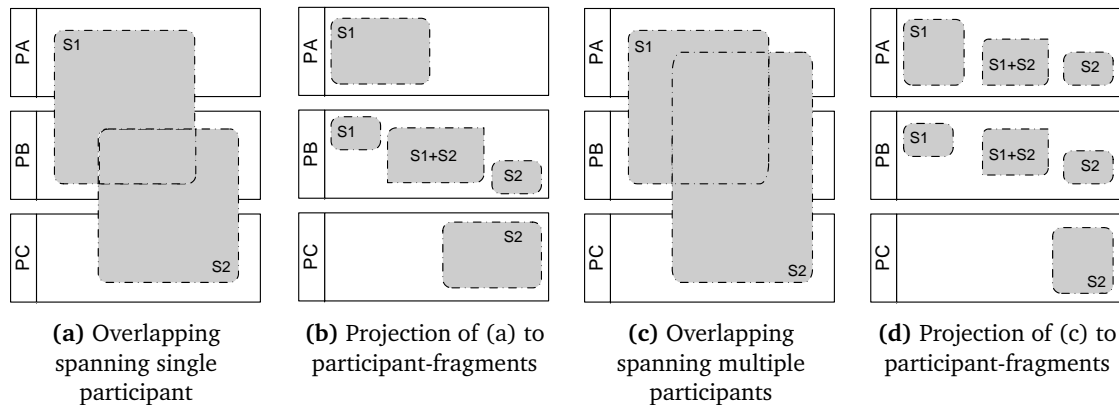 PA
S1
PB
PC
S2
(a) Overlapping
spanning single
participant
PA
S1
PB
S1
S1+S2
S2
PC
S2
(b) Projection of (a) to
participant-fragments
PA
S1
PB
PC
S2
(c) Overlapping
spanning multiple
participants
PA
S1
S1+S2
S2
PB
S1
S1+S2
S2
PC
S2
(d) Projection of (c) to
participant-fragments